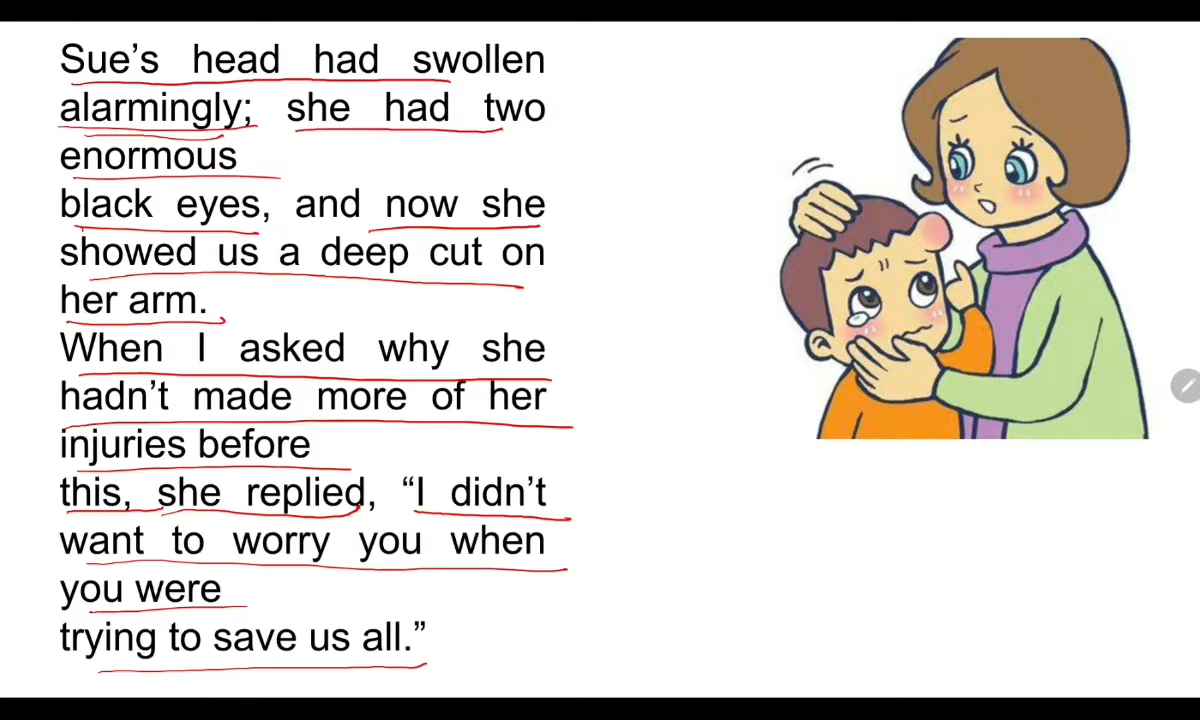 Sue’s head had swollen
alarmingly; she had two
enormous
black eyes, and now she
showed us a deep cut on
her arm.
When I asked why she
hadn’t made more of her
injuries before
this, she replied, “I didn’t
want to worry you when
you were
trying to save us all.”